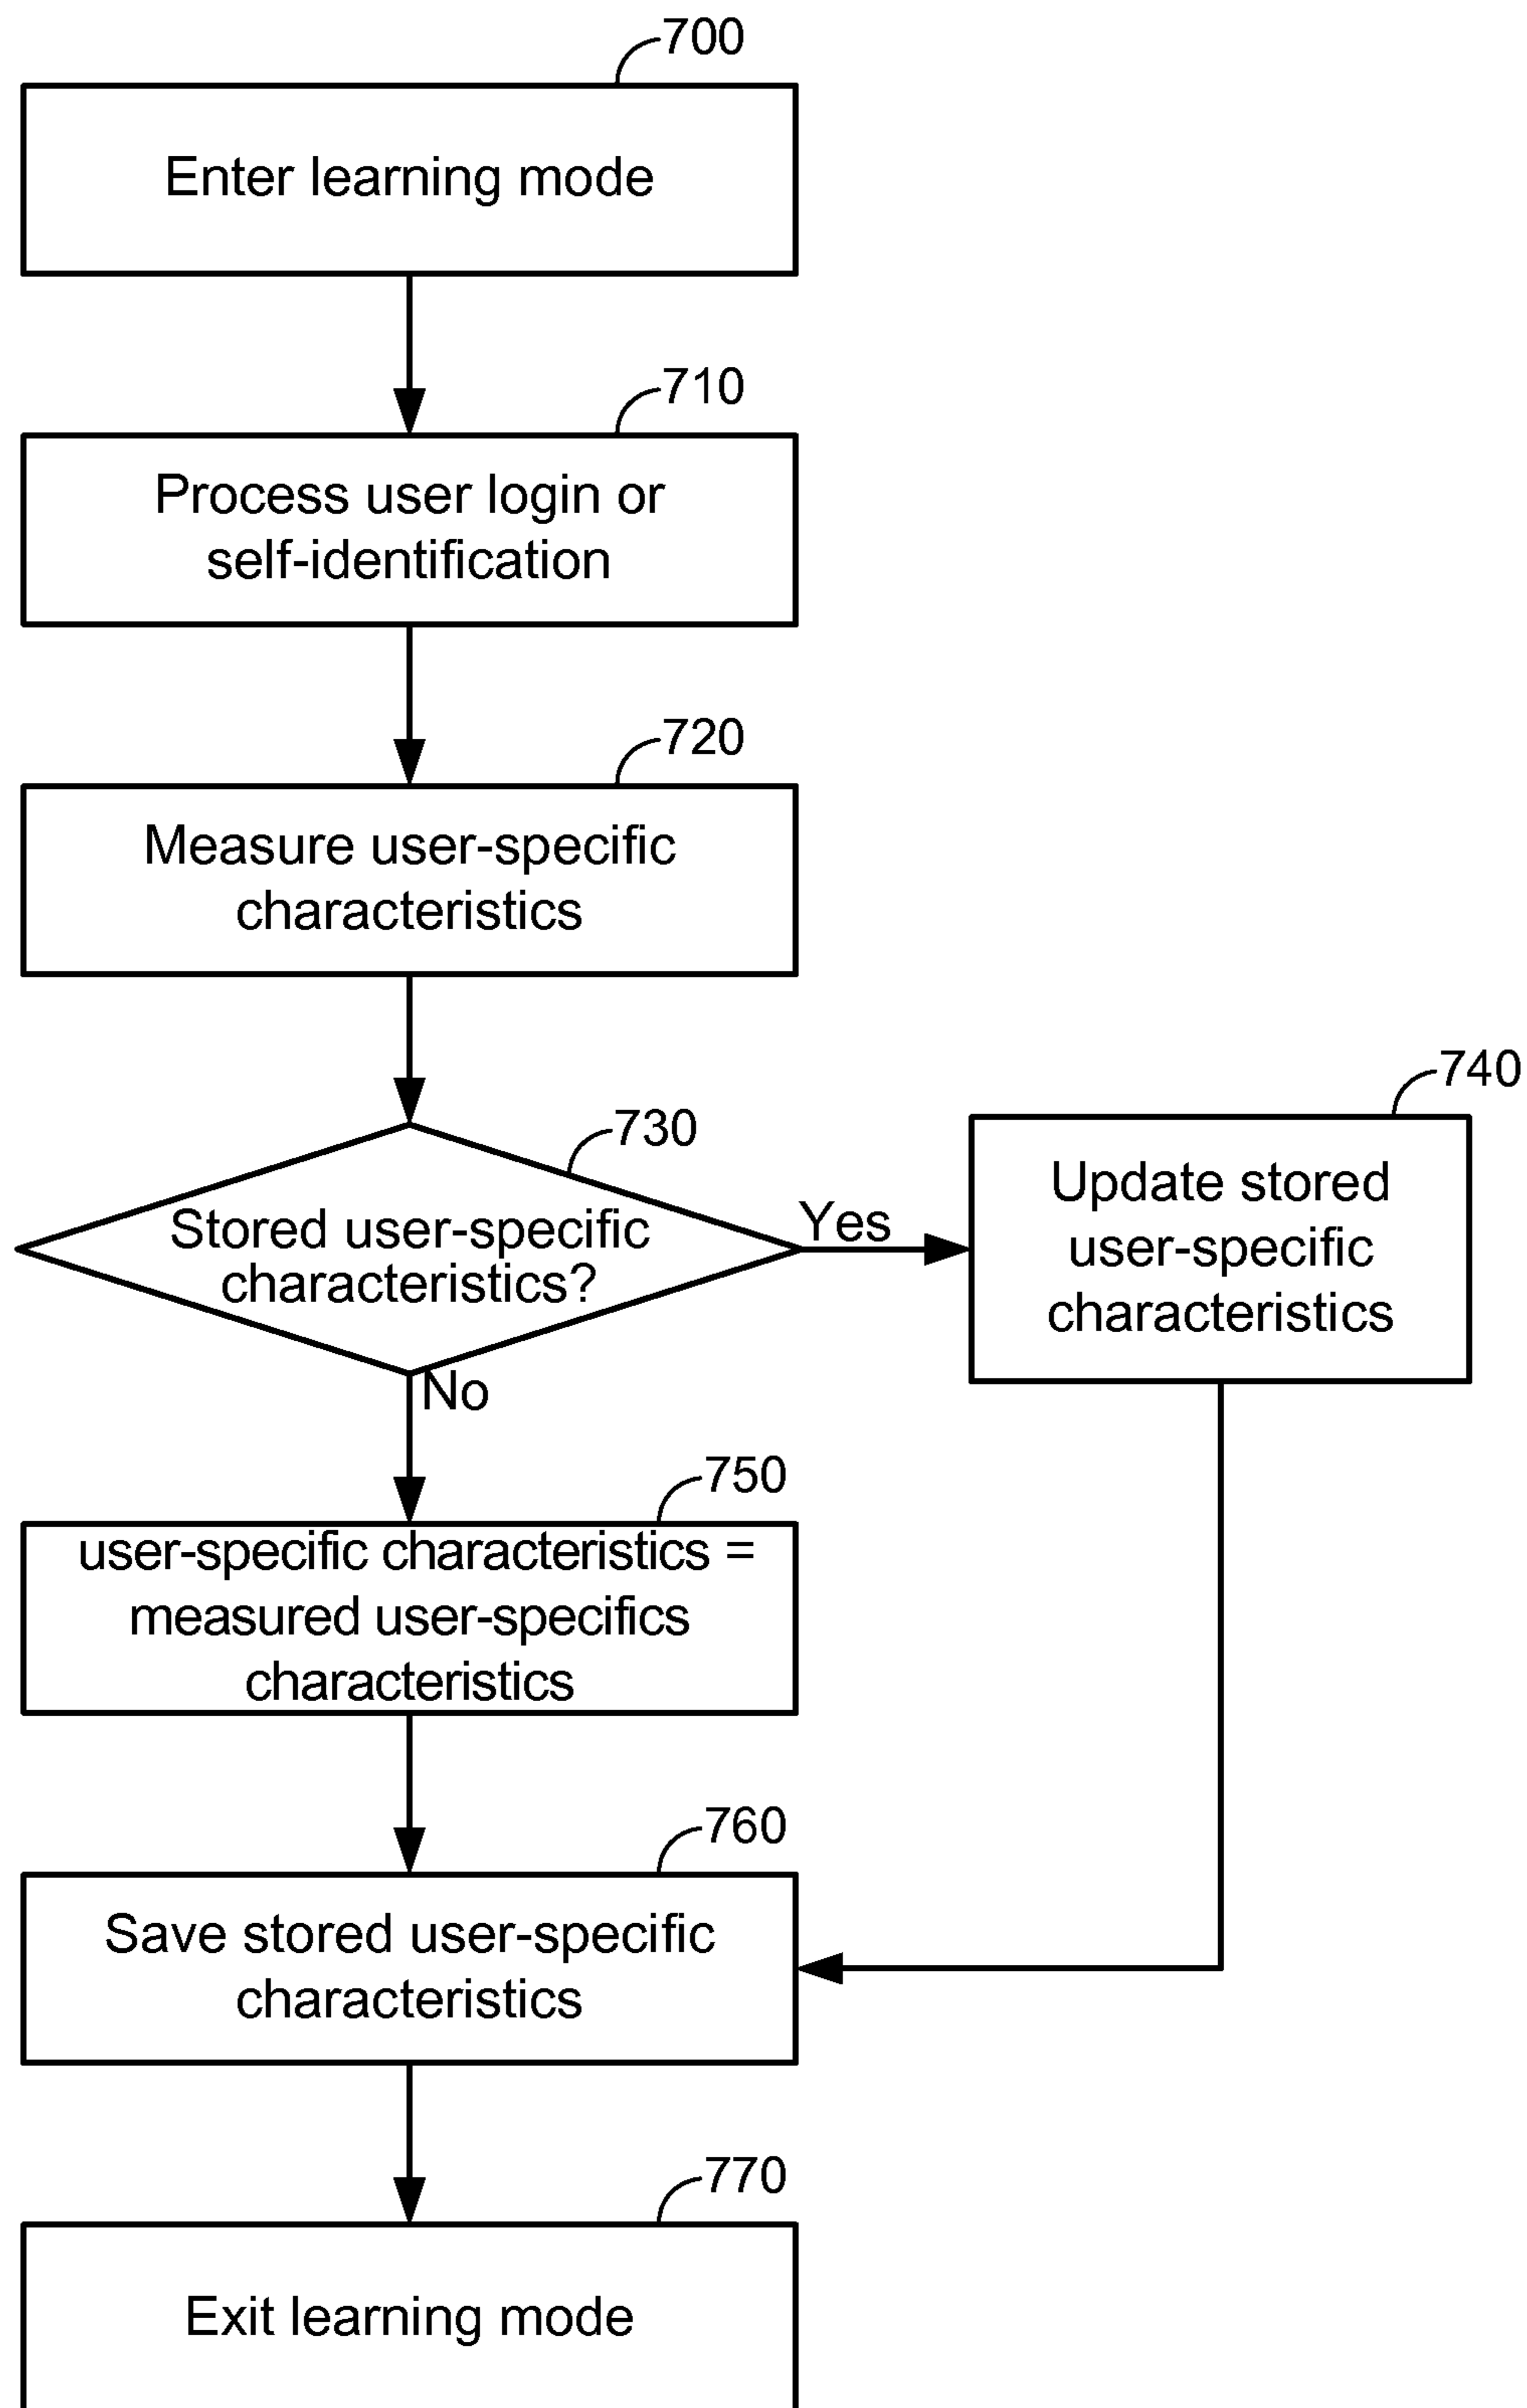 700
Enter learning mode
710
Process user login or
self-identification
720
Measure user-specific
characteristics
730
Stored user-specific
characteristics?
Yes
740
Update stored
user-specific
characteristics
No
750
user-specific characteristics =
measured user-specifics
characteristics
760
Save stored user-specific
characteristics
770
Exit learning mode